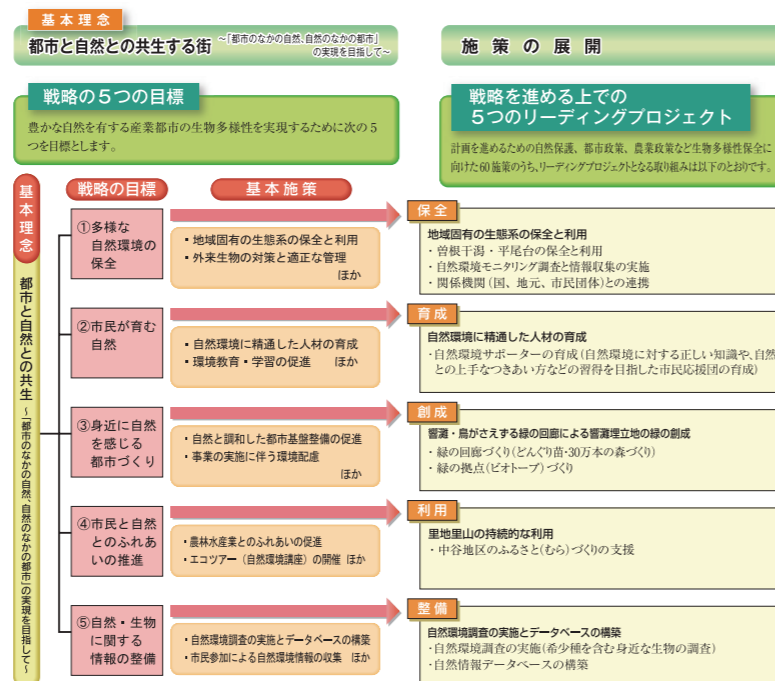 基本理念
都市と自然との共生する街 ～「都市のなかの自然、自然のなかの都市」
の実現を目指して～
施策の展開
戦略の5つの目標
豊かな自然を有する産業都市の生物多様性を実現するために次の5
つを目標とします。
戦略を進める上での
5つのリーディングプロジェクト
計画を進めるための自然保護、都市政策、農業政策など生物多様性保全に
向けた60施策のうち、リーディングプロジェクトとなる取り組みは以下のとおりです。
基本理念
都市と自然との共生 ～「都市のなかの自然、自然のなかの都市」の実現を目指して～
戦略の目標
基本施策
①多様な
自然環境の
保全
・地域固有の生態系の保全と利用
・外来生物の対策と適正な管理
ほか
保全
地域固有の生態系の保全と利用
・曽根干潟・平尾台の保全と利用
・自然環境モニタリング調査と情報収集の実施
・関係機関(国、地元、市民団体)との連携
②市民が育む
自然
・自然環境に精通した人材の育成
・環境教育・学習の促進 ほか
育成
自然環境に精通した人材の育成
・自然環境サポーターの育成(自然環境に対する正しい知識や、自然
との上手なつきあい方などの習得を目指した市民応援団の育成)
③身近に自然
を感じる
都市づくり
・自然と調和した都市基盤整備の促進
・事業の実施に伴う環境配慮
ほか
創成
響灘・鳥がさえずる緑の回廊による響灘埋立地の緑の創成
・緑の回廊づくり(どんぐり苗・30万本の森づくり)
・緑の拠点(ビオトープ)づくり
④市民と自然
とのふれあ
いの推進
・農林水産業とのふれあいの促進
・エコツアー(自然環境講座)の開催 ほか
利用
里地里山の持続的な利用
・中谷地区のふるさと(むら)づくりの支援
⑤自然・生物
に関する
情報の整備
・自然環境調査の実施とデータベースの構築
・市民参加による自然環境情報の収集 ほか
整備
自然環境調査の実施とデータベースの構築
・自然環境調査の実施(希少種を含む身近な生物の調査)
・自然情報データベースの構築